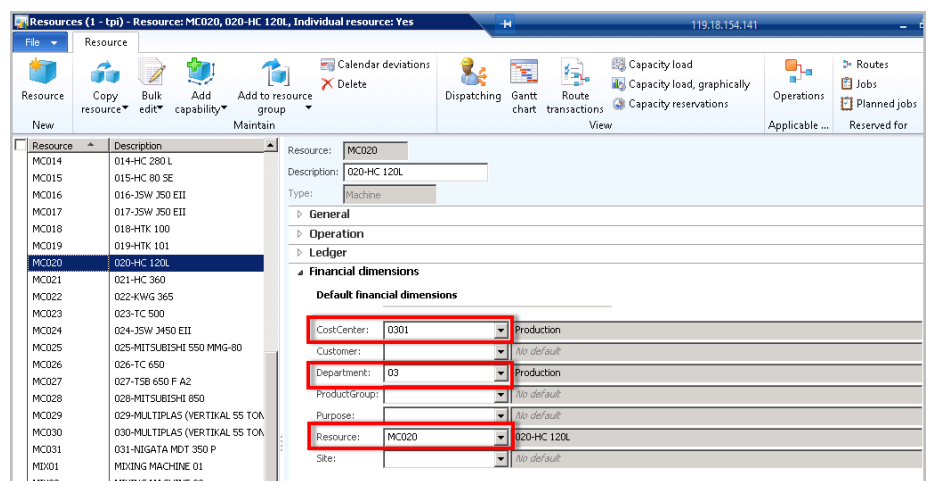 Resources (1 - tpi) - Resource: MC020, 020-HC 120L, Individual resource: Yes
119.18.154.141
File
Resource
Calendar deviations
Delete
Capacity load
Capacity load, graphically
Capacity reservations
Routes
Jobs
Planned jobs
Resource
Copy resource
Bulk edit
Add capability
Add to resource group
Dispatching
Gantt chart
Route transactions
Operations
New
Maintain
View
Applicable ...
Reserved for
Resource Description
MC014 014-HC 280 L
MC015 015-HC 80 SE
MC016 016-JSW J50 EII
MC017 017-JSW J50 EII
MC018 018-HTK 100
MC019 019-HTK 101
MC020 020-HC 120L
MC021 021-HC 360
MC022 022-KWG 365
MC023 023-TC 500
MC024 024-JSW J450 EII
MC025 025-MITSUBISHI 550 MMG-80
MC026 026-TC 650
MC027 027-TSB 650 F A2
MC028 028-MITSUBISHI 850
MC029 029-MULTIPLAS (VERTIKAL 55 TON
MC030 030-MULTIPLAS (VERTIKAL 55 TON
MC031 031-NIGATA MDT 350 P
MIX01 MIXING MACHINE 01
Resource: MC020
Description: 020-HC 120L
Type: Machine
General
Operation
Ledger
Financial dimensions
Default financial dimensions
CostCenter: 0301 Production
Customer: No default
Department: 03 Production
ProductGroup: No default
Purpose: No default
Resource: MC020 020-HC 120L
Site: No default